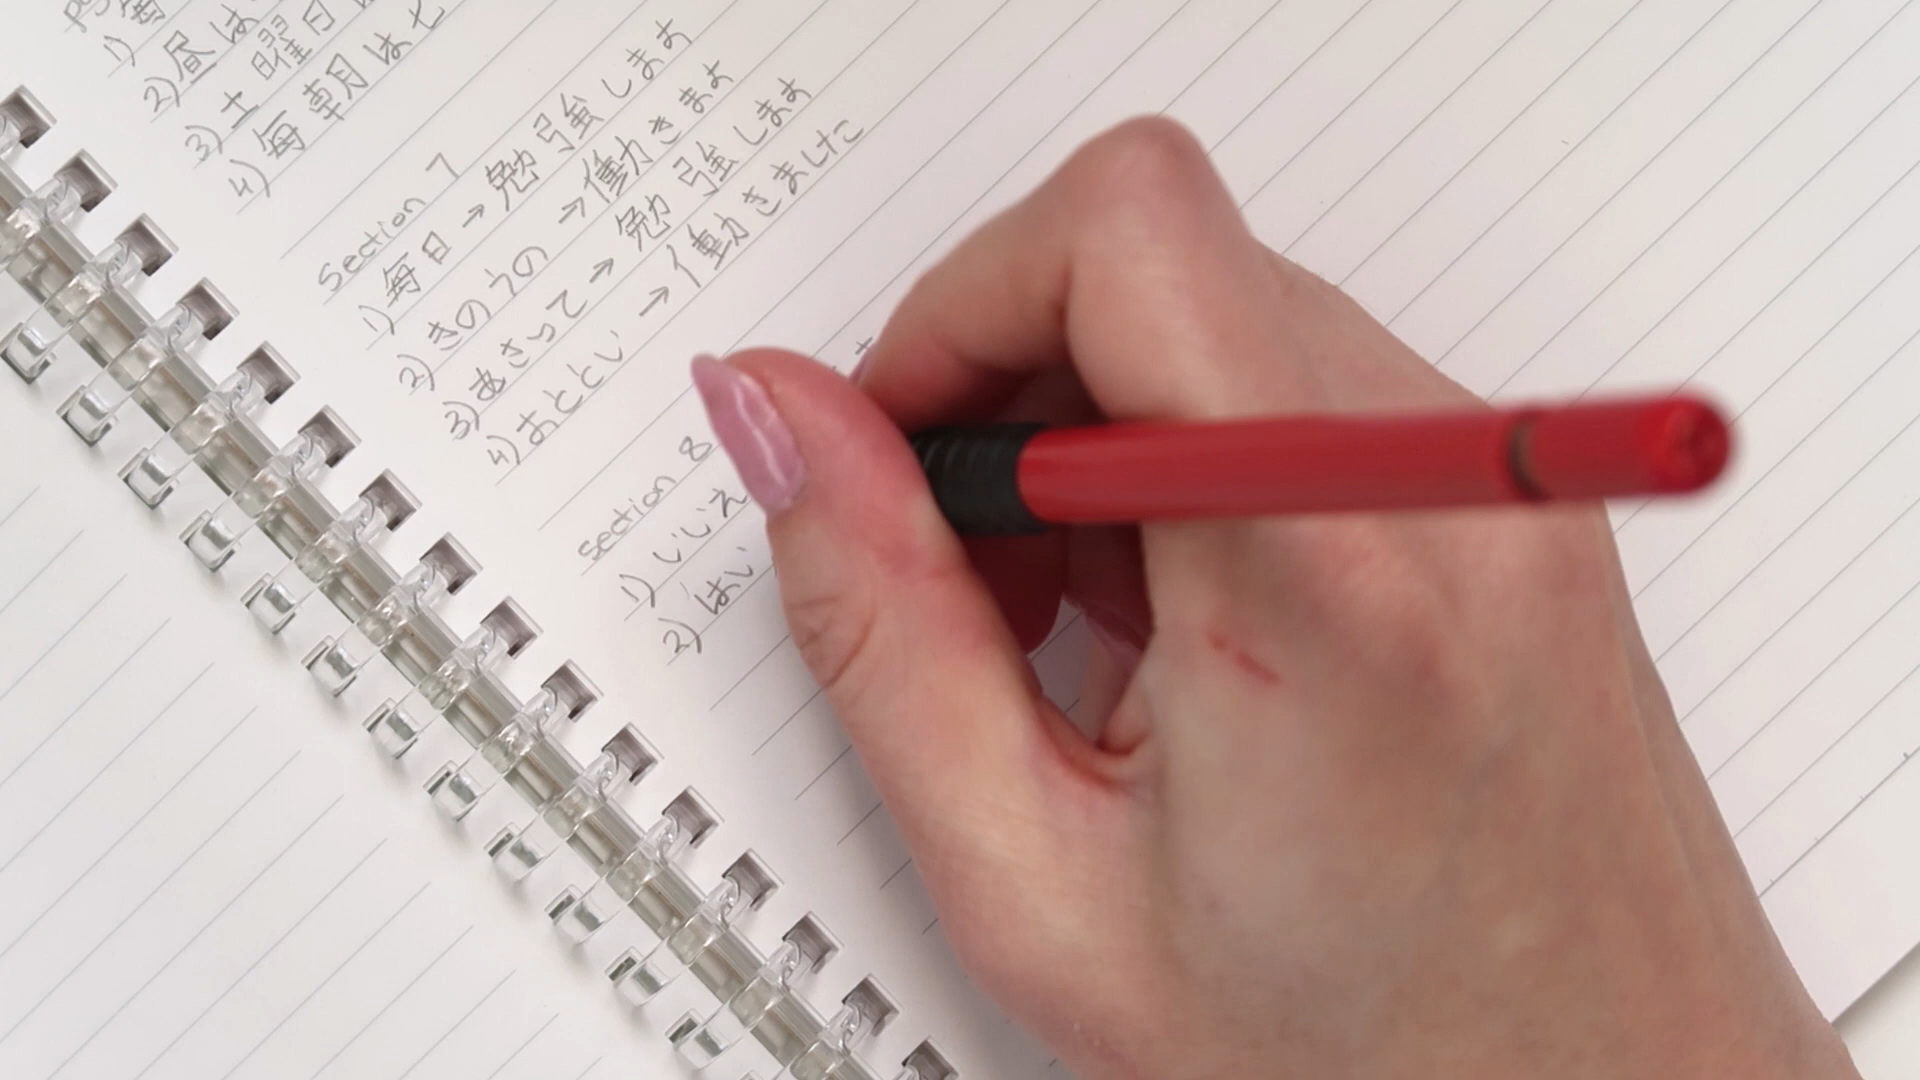 1) 毎
2) 昼は
3) 土曜日
4) 毎朝は七
Section 7
1) 毎日 → 勉強します
2) きのうの → 働きます
3) あさって → 勉強します
4) おととい → 働きました
Section 8
1) いいえ
2) はい